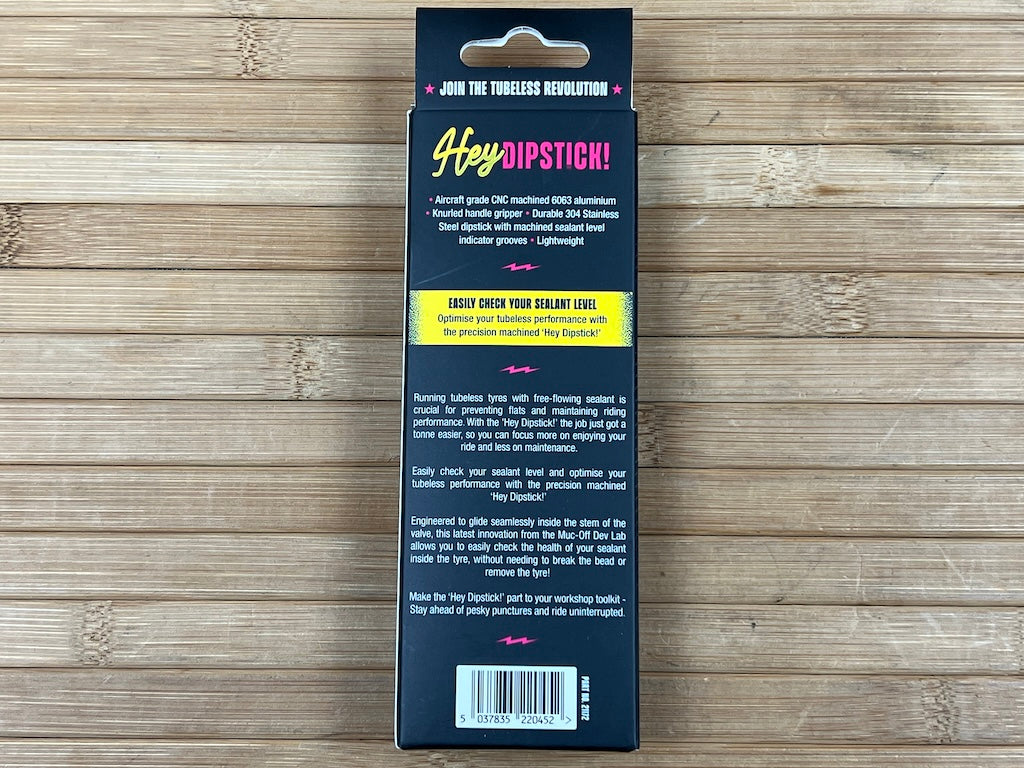 ★ JOIN THE TUBELESS REVOLUTION ★
Hey DIPSTICK!
• Aircraft grade CNC machined 6063 aluminium
• Knurled handle gripper • Durable 304 Stainless
Steel dipstick with machined sealant level
indicator grooves • Lightweight
EASILY CHECK YOUR SEALANT LEVEL
Optimise your tubeless performance with
the precision machined 'Hey Dipstick!'
Running tubeless tyres with free-flowing sealant is
crucial for preventing flats and maintaining riding
performance. With the 'Hey Dipstick!' the job just got a
tonne easier, so you can focus more on enjoying your
ride and less on maintenance.
Easily check your sealant level and optimise your
tubeless performance with the precision machined
'Hey Dipstick!'
Engineered to glide seamlessly inside the stem of the
valve, this latest innovation from the Muc-Off Dev Lab
allows you to easily check the health of your sealant
inside the tyre, without needing to break the bead or
remove the tyre!
Make the 'Hey Dipstick!' part to your workshop toolkit -
Stay ahead of pesky punctures and ride uninterrupted.
5 037835 220452 >
PART NO. 21172